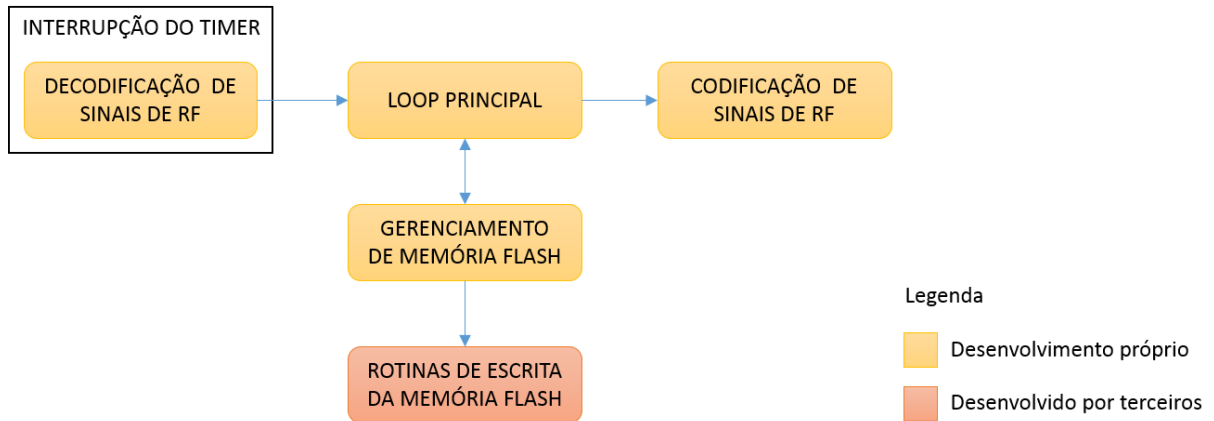 INTERRUPÇÃO DO TIMER
DECODIFICAÇÃO DE
SINAIS DE RF
LOOP PRINCIPAL
CODIFICAÇÃO DE
SINAIS DE RF
GERENCIAMENTO
DE MEMÓRIA FLASH
ROTINAS DE ESCRITA
DA MEMÓRIA FLASH
Legenda
Desenvolvimento próprio
Desenvolvido por terceiros